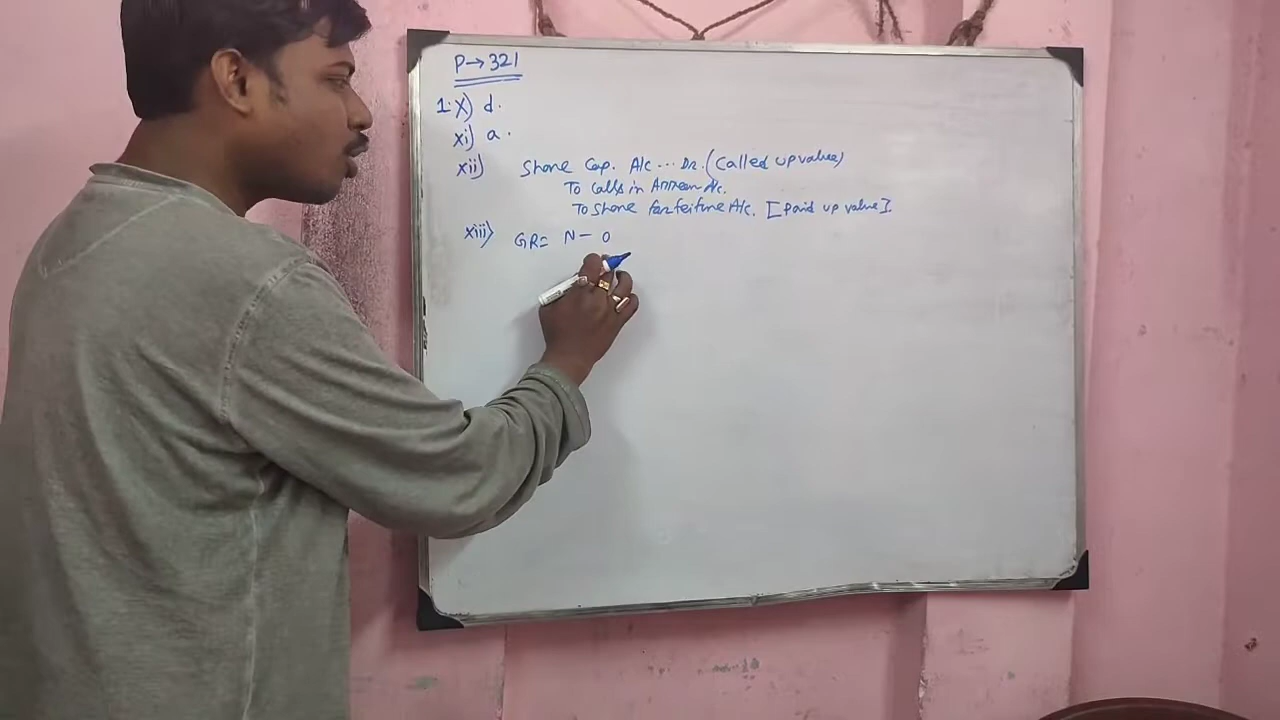 P→321
1. x) d.
xi) a.
xii) Share Cap. A/c ... Dr. (Called up value)
To Calls in Arrear A/c.
To Share forfeiture A/c. [Paid up value].
xiii) GR= N - O